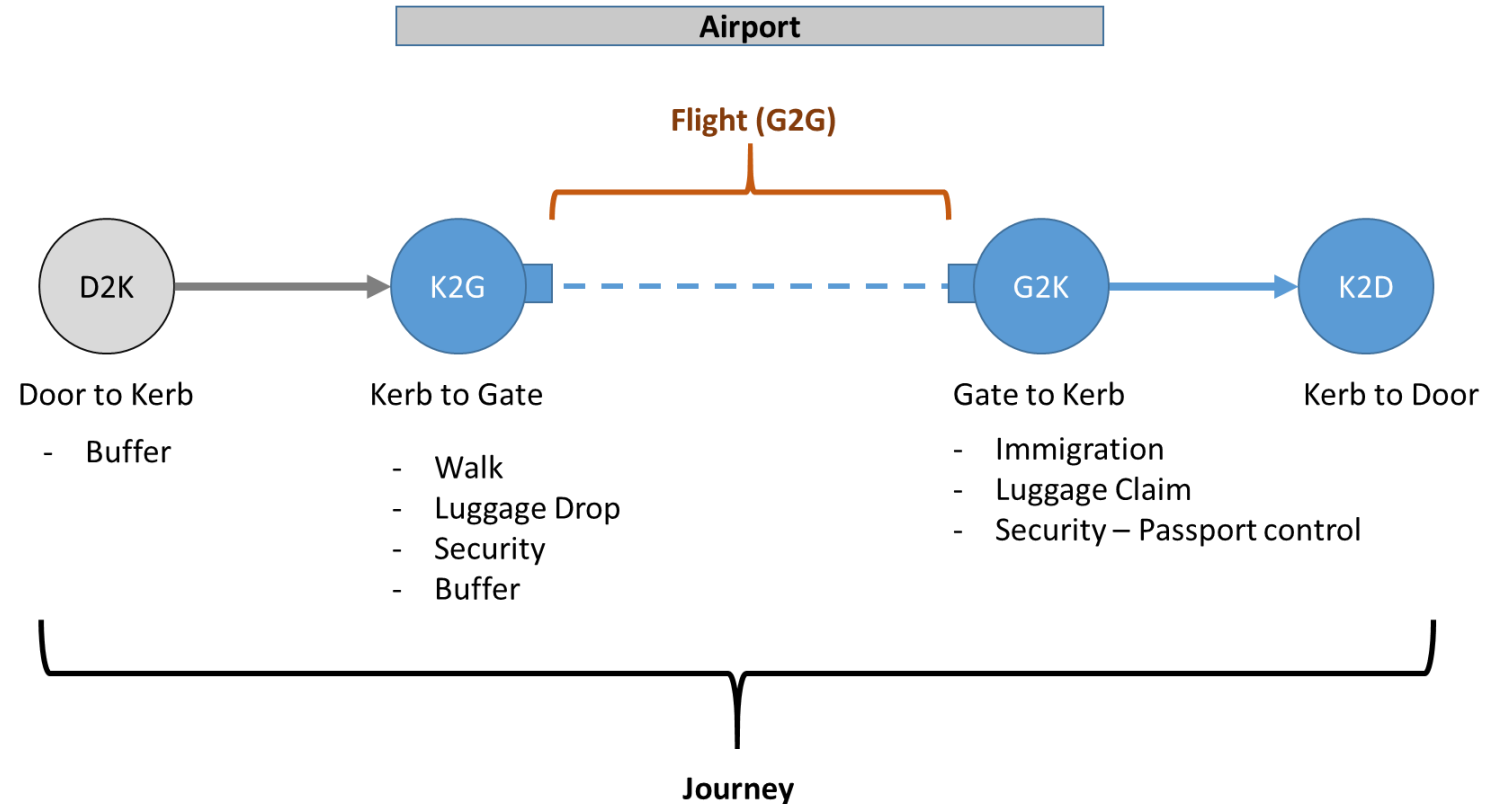 Airport
Flight (G2G)
D2K
K2G
G2K
K2D
Door to Kerb
- Buffer
Kerb to Gate
- Walk
- Luggage Drop
- Security
- Buffer
Gate to Kerb
- Immigration
- Luggage Claim
- Security – Passport control
Kerb to Door
Journey